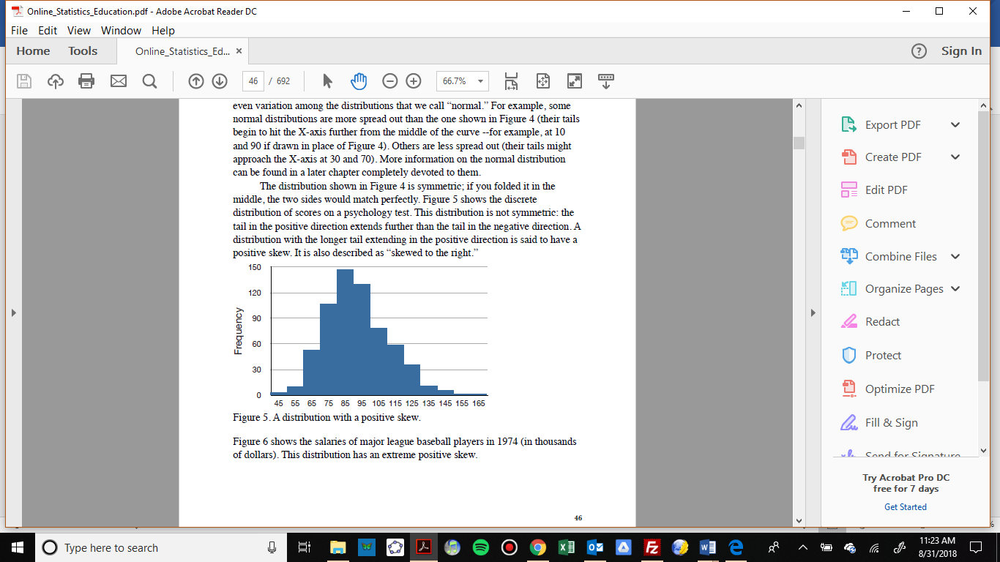 Online_Statistics_Education.pdf - Adobe Acrobat Reader DC
File Edit View Window Help
Home Tools Online_Statistics_Ed... × ? Sign In
46 / 692 66.7%
even variation among the distributions that we call “normal.” For example, some
normal distributions are more spread out than the one shown in Figure 4 (their tails
begin to hit the X-axis further from the middle of the curve --for example, at 10
and 90 if drawn in place of Figure 4). Others are less spread out (their tails might
approach the X-axis at 30 and 70). More information on the normal distribution
can be found in a later chapter completely devoted to them.
The distribution shown in Figure 4 is symmetric; if you folded it in the
middle, the two sides would match perfectly. Figure 5 shows the discrete
distribution of scores on a psychology test. This distribution is not symmetric: the
tail in the positive direction extends further than the tail in the negative direction. A
distribution with the longer tail extending in the positive direction is said to have a
positive skew. It is also described as “skewed to the right.”
150
120
90
60
30
0
Frequency
45 55 65 75 85 95 105 115 125 135 145 155 165
Figure 5. A distribution with a positive skew.
Figure 6 shows the salaries of major league baseball players in 1974 (in thousands
of dollars). This distribution has an extreme positive skew.
46
Export PDF
Create PDF
Edit PDF
Comment
Combine Files
Organize Pages
Redact
Protect
Optimize PDF
Fill & Sign
Send for Signature
Try Acrobat Pro DC
free for 7 days
Get Started
Type here to search
11:23 AM
8/31/2018